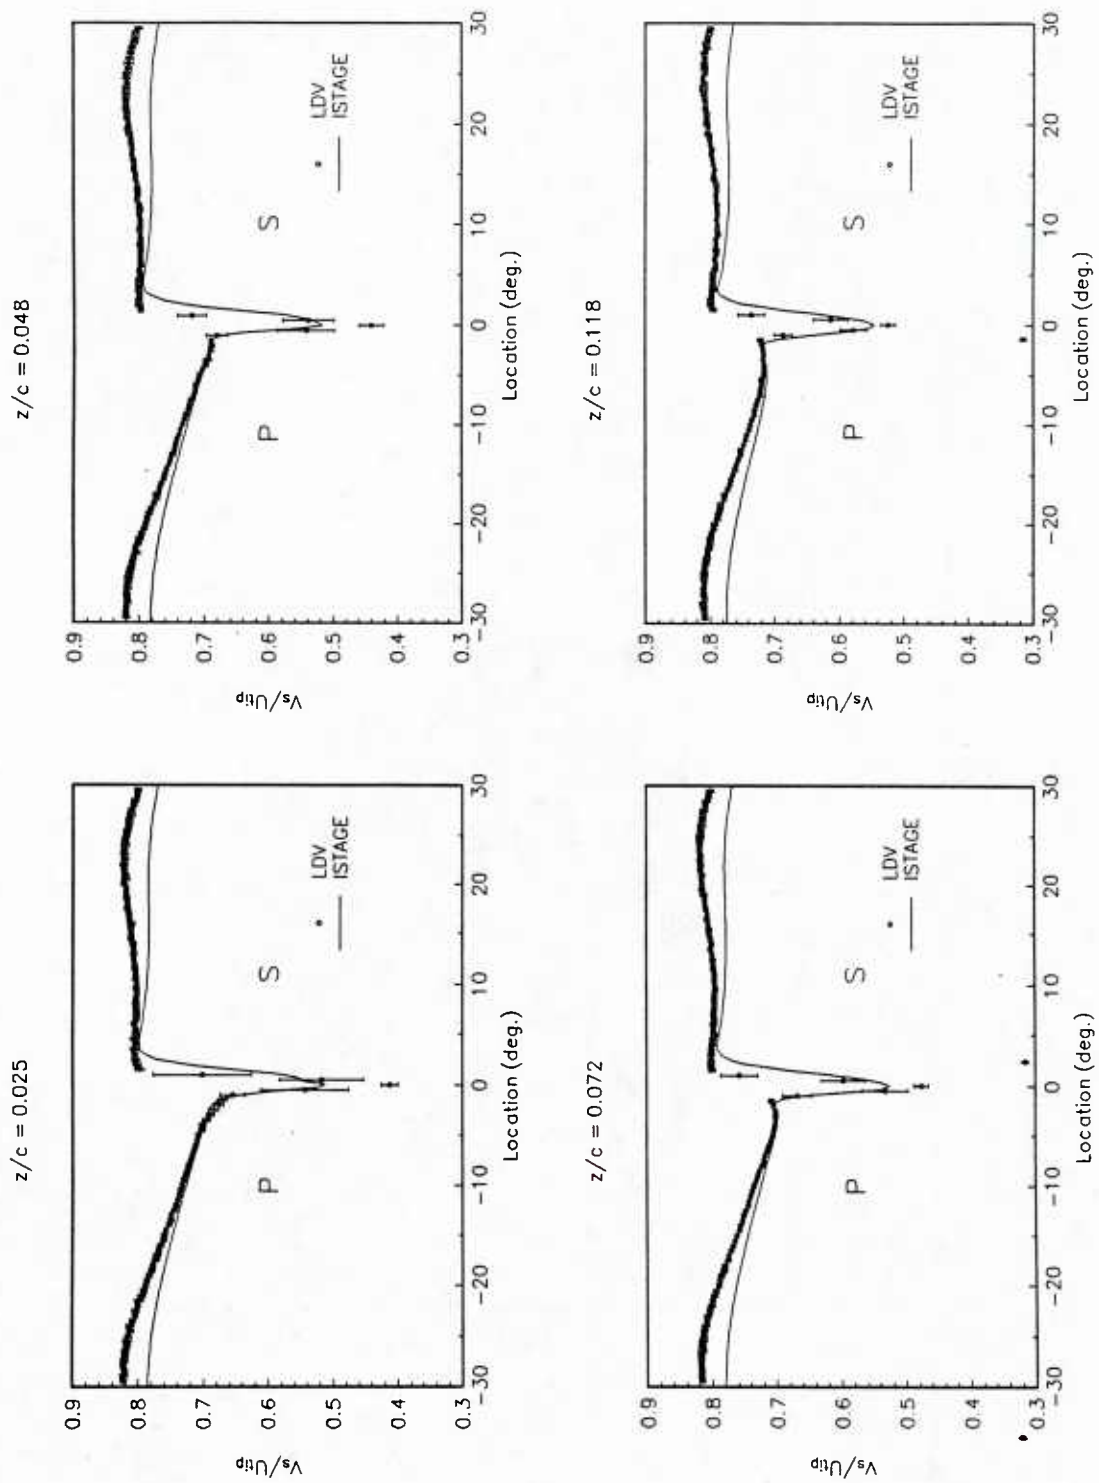 z/c = 0.025
Vs/Utip
0.9
0.8
0.7
0.6
0.5
0.4
0.3
P
S
LDV
ISTAGE
-30 -20 -10 0 10 20 30
Location (deg.)
z/c = 0.048
Vs/Utip
0.9
0.8
0.7
0.6
0.5
0.4
0.3
P
S
LDV
ISTAGE
-30 -20 -10 0 10 20 30
Location (deg.)
z/c = 0.072
Vs/Utip
0.9
0.8
0.7
0.6
0.5
0.4
0.3
P
S
LDV
ISTAGE
-30 -20 -10 0 10 20 30
Location (deg.)
z/c = 0.118
Vs/Utip
0.9
0.8
0.7
0.6
0.5
0.4
0.3
P
S
LDV
ISTAGE
-30 -20 -10 0 10 20 30
Location (deg.)